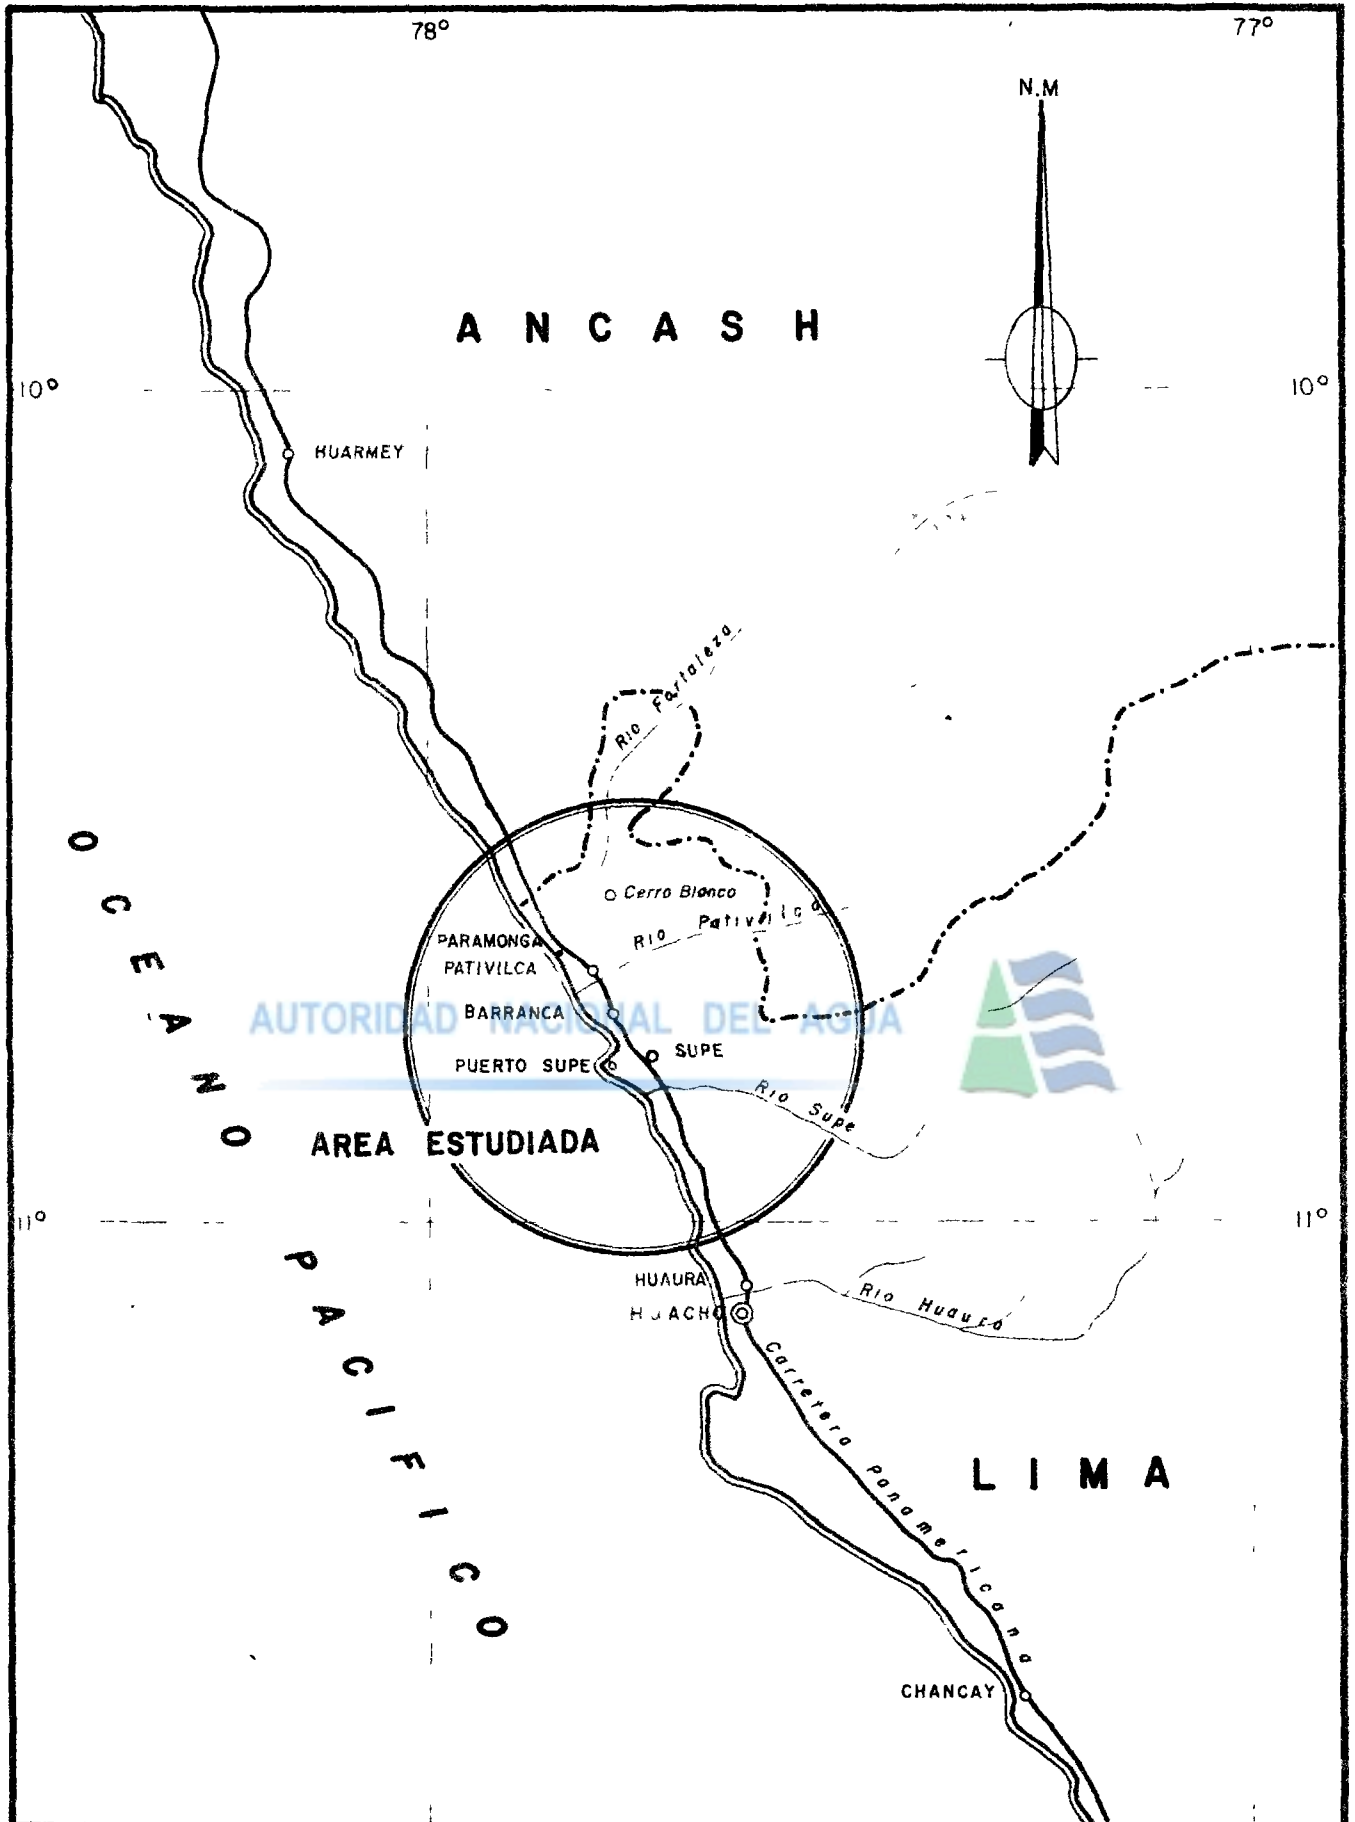 78° 77°
N.M
ANCASH
10° 10°
HUARMEY
Rio Fortaleza
OCEANO PACIFICO
Cerro Blanco
Rio Pativilca
PARAMONGA
PATIVILCA
BARRANCA
AUTORIDAD NACIONAL DEL AGUA
SUPE
PUERTO SUPE
Rio Supe
AREA ESTUDIADA
11° 11°
HUAURA
HUACHO
Rio Huaura
Carretera Panamericana
LIMA
CHANCAY